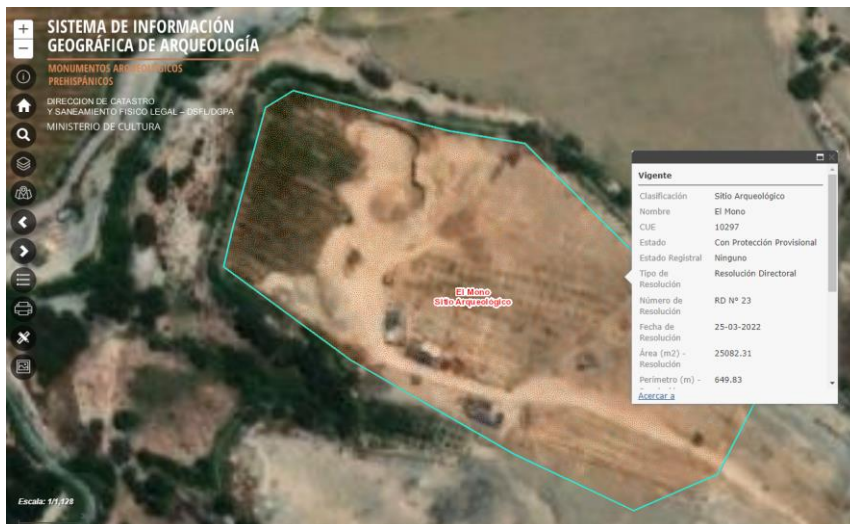 SISTEMA DE INFORMACIÓN
GEOGRÁFICA DE ARQUEOLOGÍA
MONUMENTOS ARQUEOLÓGICOS
PREHISPÁNICOS
DIRECCION DE CATASTRO
Y SANEAMIENTO FISICO LEGAL – DSFL/DGPA
MINISTERIO DE CULTURA
El Mono
Sitio Arqueológico
Vigente
Clasificación Sitio Arqueológico
Nombre El Mono
CUE 10297
Estado Con Protección Provisional
Estado Registral Ninguno
Tipo de Resolución Directoral
Resolución
Número de RD Nº 23
Resolución
Fecha de 25-03-2022
Resolución
Área (m2) - 25082.31
Resolución
Perímetro (m) - 649.83
Acercar a
Escala: 1/1,128